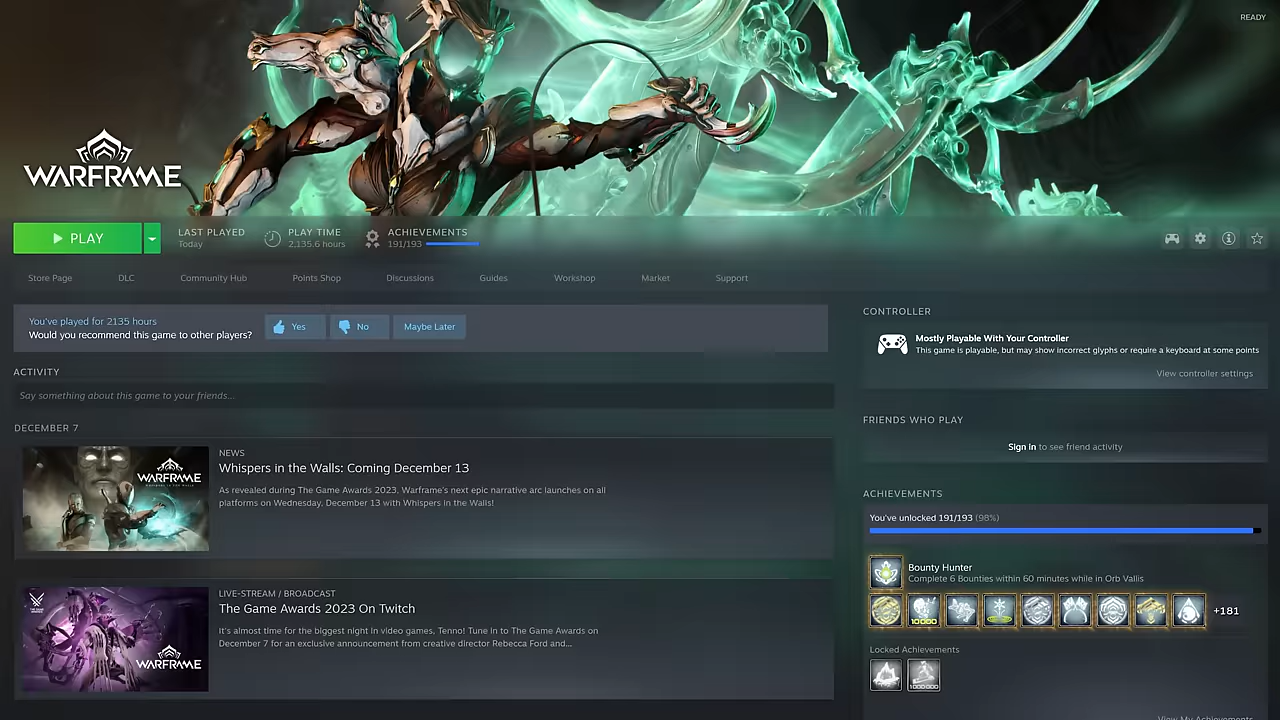 READY
WARFRAME
PLAY
LAST PLAYED
Today
PLAY TIME
2,135.6 hours
ACHIEVEMENTS
191/193
Store Page
DLC
Community Hub
Points Shop
Discussions
Guides
Workshop
Market
Support
You've played for 2135 hours
Would you recommend this game to other players?
Yes
No
Maybe Later
ACTIVITY
Say something about this game to your friends...
DECEMBER 7
WARFRAME
NEWS
Whispers in the Walls: Coming December 13
As revealed during The Game Awards 2023, Warframe's next epic narrative arc launches on all
platforms on Wednesday, December 13 with Whispers in the Walls!
WARFRAME
LIVE-STREAM / BROADCAST
The Game Awards 2023 On Twitch
It's almost time for the biggest night in video games, Tenno! Tune in to The Game Awards on
December 7 for an exclusive announcement from creative director Rebecca Ford and...
CONTROLLER
Mostly Playable With Your Controller
This game is playable, but may show incorrect glyphs or require a keyboard at some points
View controller settings
FRIENDS WHO PLAY
Sign in to see friend activity
ACHIEVEMENTS
You've unlocked 191/193 (98%)
Bounty Hunter
Complete 6 Bounties within 60 minutes while in Orb Vallis
10,000
+181
Locked Achievements
1,000,000
View My Achievements